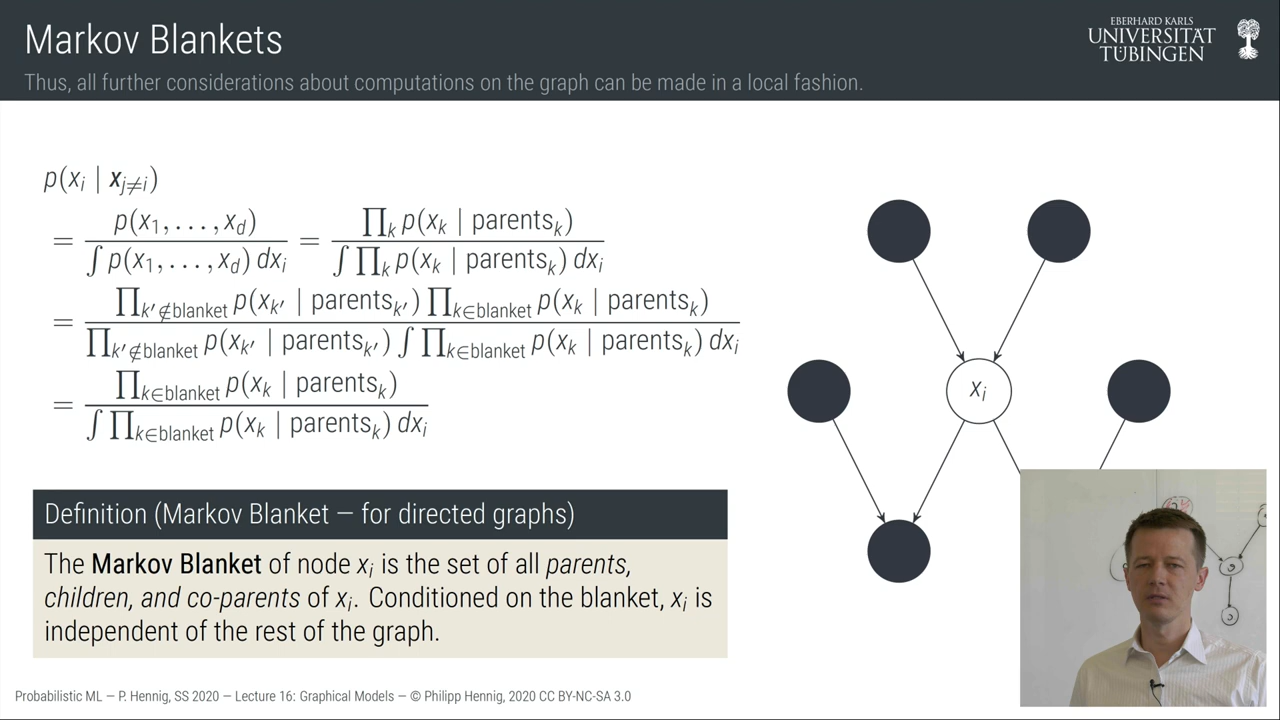 Markov Blankets
Thus, all further considerations about computations on the graph can be made in a local fashion.
EBERHARD KARLS
UNIVERSITÄT
TÜBINGEN
p(x_i | x_{j≠i})
= p(x_1, . . . , x_d) / ∫ p(x_1, . . . , x_d) dx_i = ∏_k p(x_k | parents_k) / ∫ ∏_k p(x_k | parents_k) dx_i
= ∏_{k′∉blanket} p(x_{k′} | parents_{k′}) ∏_{k∈blanket} p(x_k | parents_k) / ∏_{k′∉blanket} p(x_{k′} | parents_{k′}) ∫ ∏_{k∈blanket} p(x_k | parents_k) dx_i
= ∏_{k∈blanket} p(x_k | parents_k) / ∫ ∏_{k∈blanket} p(x_k | parents_k) dx_i
x_i
Definition (Markov Blanket — for directed graphs)
The Markov Blanket of node x_i is the set of all parents,
children, and co-parents of x_i. Conditioned on the blanket, x_i is
independent of the rest of the graph.
Probabilistic ML — P. Hennig, SS 2020 — Lecture 16: Graphical Models — © Philipp Hennig, 2020 CC BY-NC-SA 3.0